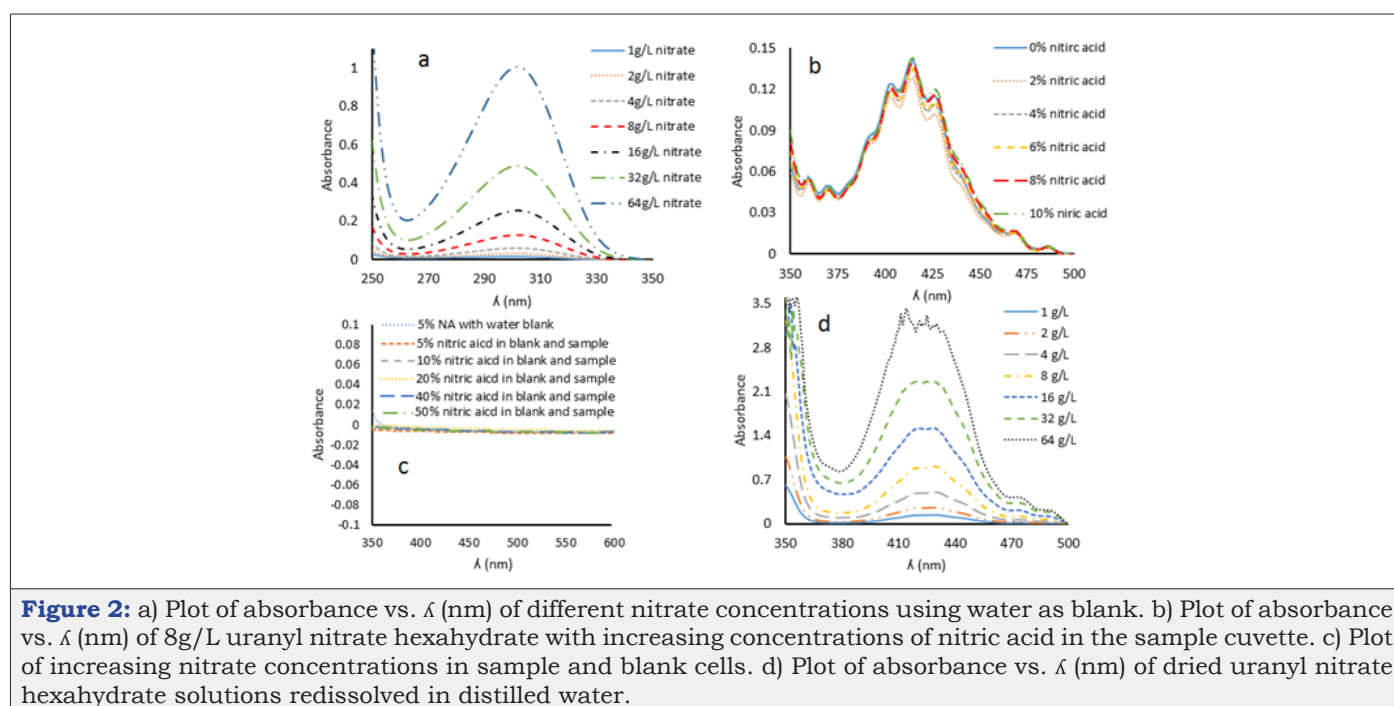 a
1g/L nitrate
2g/L nitrate
4g/L nitrate
8g/L nitrate
16g/L nitrate
32g/L nitrate
64g/L nitrate
Absorbance
1
0.8
0.6
0.4
0.2
0
250 270 290 310 330 350
ʎ (nm)
b
0% nitirc acid
2% nitric acid
4% nitric acid
6% nitric acid
8% nitric acid
10% niric acid
Absorbance
0.15
0.12
0.09
0.06
0.03
0
350 375 400 425 450 475 500
ʎ (nm)
c
5% NA with water blank
5% nitric aicd in blank and sample
10% nitric aicd in blank and sample
20% nitric aicd in blank and sample
40% nitric aicd in blank and sample
50% nitric aicd in blank and sample
Absorbance
0.1
0.08
0.06
0.04
0.02
0
-0.02
-0.04
-0.06
-0.08
-0.1
350 400 450 500 550 600
ʎ (nm)
d
1 g/L
2 g/L
4 g/L
8 g/L
16 g/L
32 g/L
64 g/L
Absorbance
3.5
2.8
2.1
1.4
0.7
0
350 380 410 440 470 500
ʎ (nm)
Figure 2: a) Plot of absorbance vs. ʎ (nm) of different nitrate concentrations using water as blank. b) Plot of absorbance
vs. ʎ (nm) of 8g/L uranyl nitrate hexahydrate with increasing concentrations of nitric acid in the sample cuvette. c) Plot
of increasing nitrate concentrations in sample and blank cells. d) Plot of absorbance vs. ʎ (nm) of dried uranyl nitrate
hexahydrate solutions redissolved in distilled water.